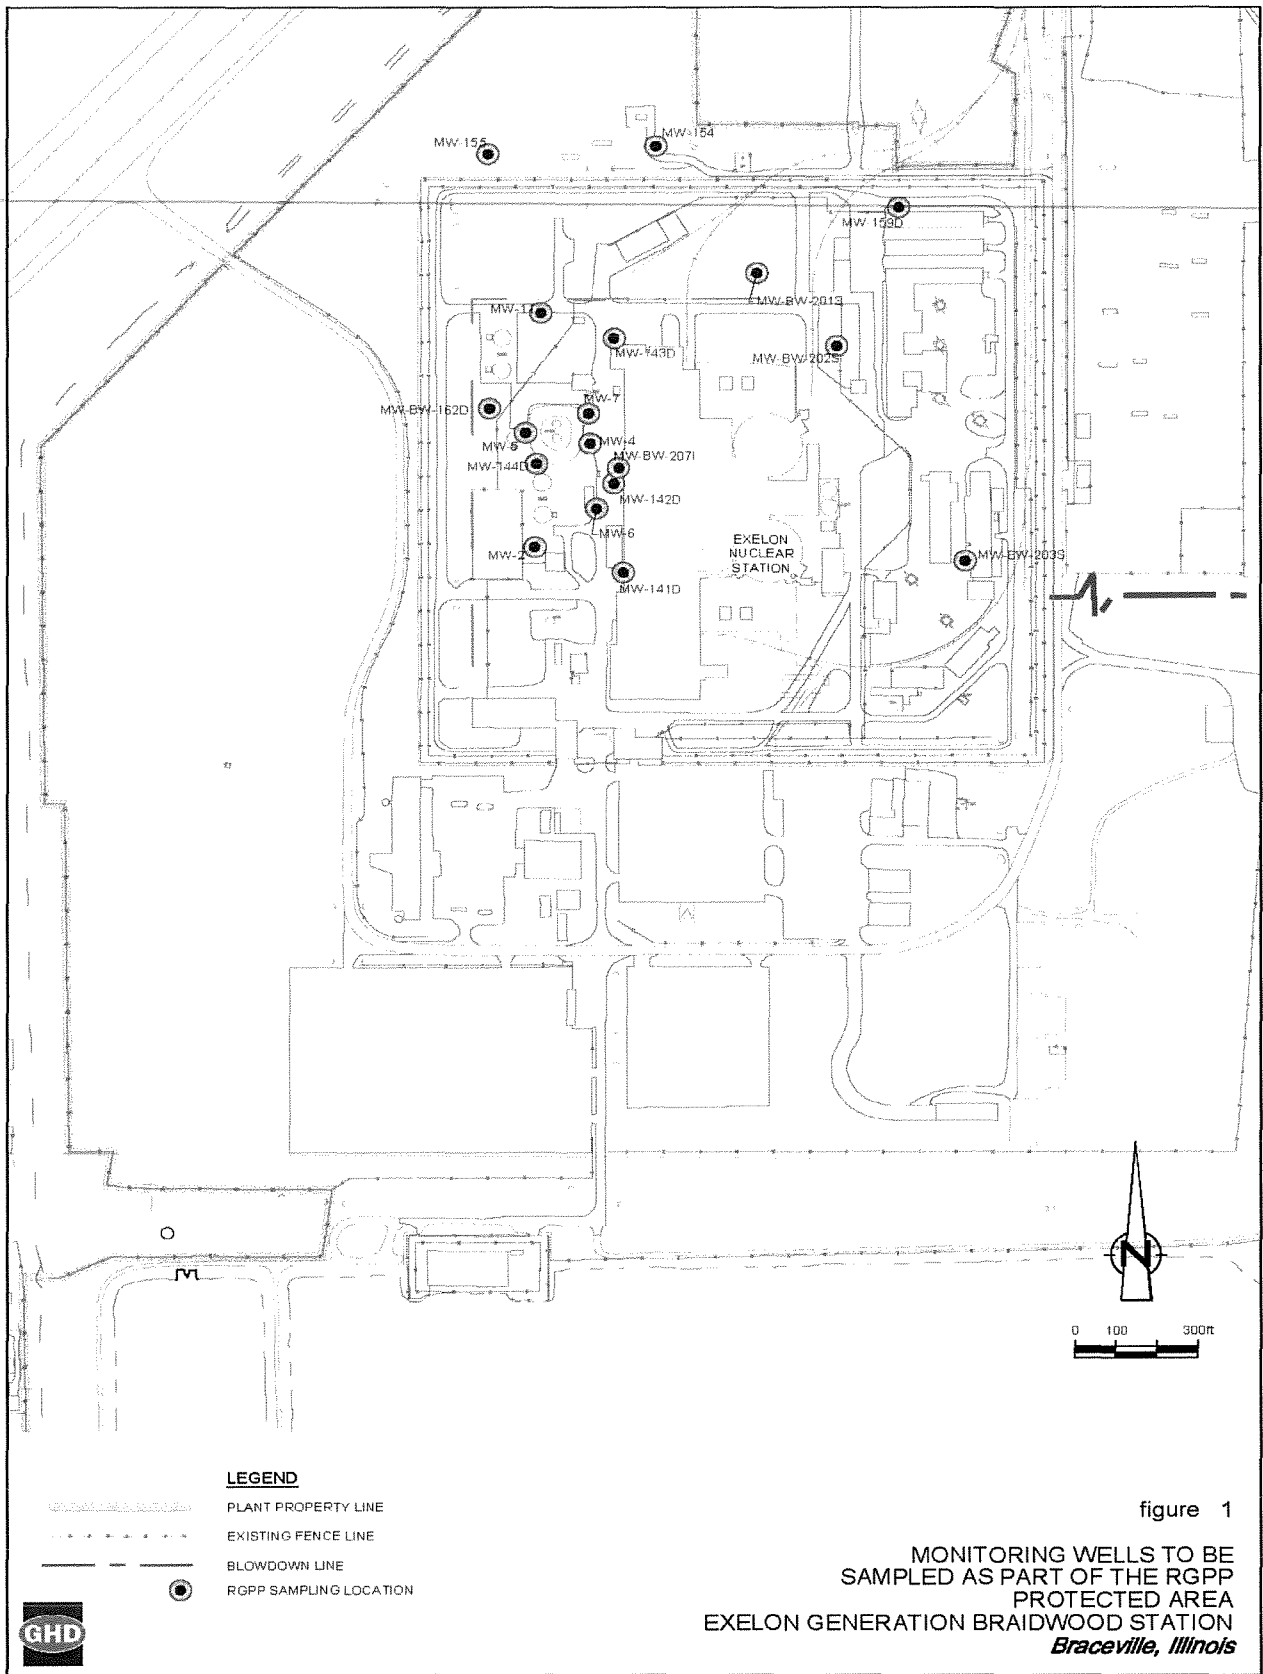 MW-155
MW-154
MW-159D
MW-BW-201S
MW-11
MW-143D
MW-BW-202S
MW-BW-162D
MW-7
MW-5
MW-4
MW-BW-207I
MW-144D
MW-142D
MW-6
MW-2
EXELON
NUCLEAR
STATION
MW-BW-203S
MW-141D
N
0 100 300ft
LEGEND
PLANT PROPERTY LINE
EXISTING FENCE LINE
BLOWDOWN LINE
RGPP SAMPLING LOCATION
GHD
figure 1
MONITORING WELLS TO BE
SAMPLED AS PART OF THE RGPP
PROTECTED AREA
EXELON GENERATION BRAIDWOOD STATION
Braceville, Illinois